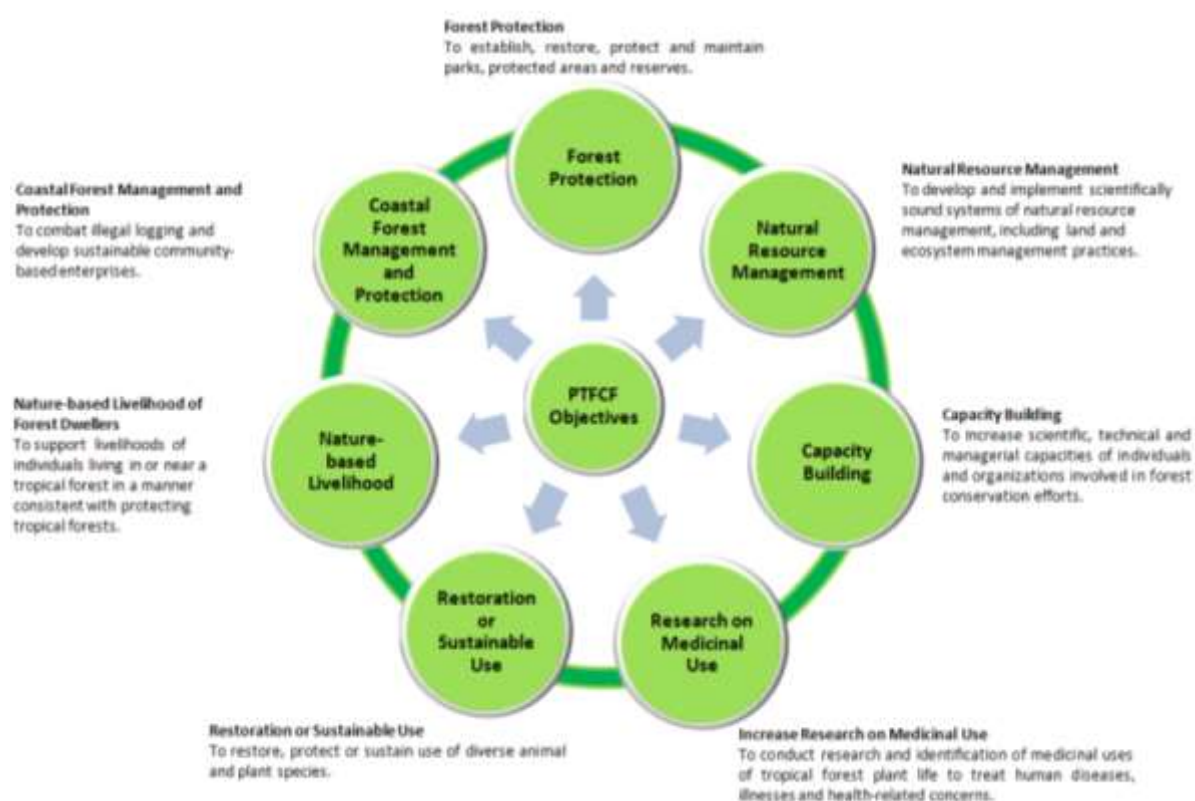 Forest Protection
To establish, restore, protect and maintain
parks, protected areas and reserves.
Forest
Protection
Natural Resource Management
To develop and implement scientifically
sound systems of natural resource
management, including land and
ecosystem management practices.
Natural
Resource
Management
Coastal Forest Management and
Protection
To combat illegal logging and
develop sustainable community-
based enterprises.
Coastal
Forest
Management
and
Protection
PTFCF
Objectives
Capacity Building
To increase scientific, technical and
managerial capacities of individuals
and organizations involved in forest
conservation efforts.
Capacity
Building
Nature-based Livelihood of
Forest Dwellers
To support livelihoods of
individuals living in or near a
tropical forest in a manner
consistent with protecting
tropical forests.
Nature-
based
Livelihood
Restoration
or
Sustainable
Use
Research on
Medicinal
Use
Restoration or Sustainable Use
To restore, protect or sustain use of diverse animal
and plant species.
Increase Research on Medicinal Use
To conduct research and identification of medicinal uses
of tropical forest plant life to treat human diseases,
illnesses and health-related concerns.